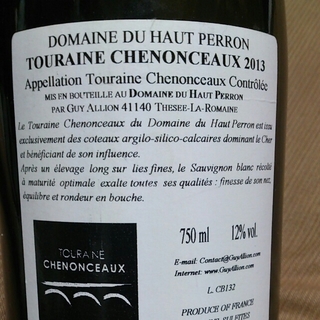 DOMAINE DU HAUT PERRON
TOURAINE CHENONCEAUX 2013
Appellation Touraine Chenonceaux Contrôlée
MIS EN BOUTEILLE AU DOMAINE DU HAUT PERRON
PAR GUY ALLION 41140 THESEE-LA-ROMAINE
Le Touraine Chenonceaux du Domaine du Haut Perron est issu
exclusivement des coteaux argilo-silico-calcaires dominant le Cher
et bénéficiant de son influence.
Après un élevage long sur lies fines, le Sauvignon blanc récolté
à maturité optimale exalte toutes ses qualités : finesse de son nez,
équilibre et rondeur en bouche.
750 ml 12% vol.
E-mail: Contact@GuyAllion.com
Internet: www.GuyAllion.com
TOURAINE
CHENONCEAUX
L. CB132
PRODUCE OF FRANCE
SULFITES